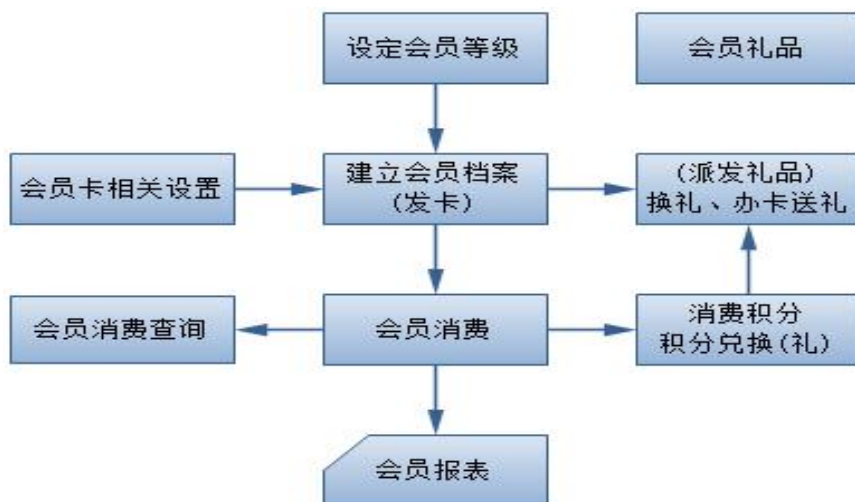 设定会员等级
会员礼品
会员卡相关设置
建立会员档案
(发卡)
(派发礼品)
换礼、办卡送礼
会员消费查询
会员消费
消费积分
积分兑换(礼)
会员报表